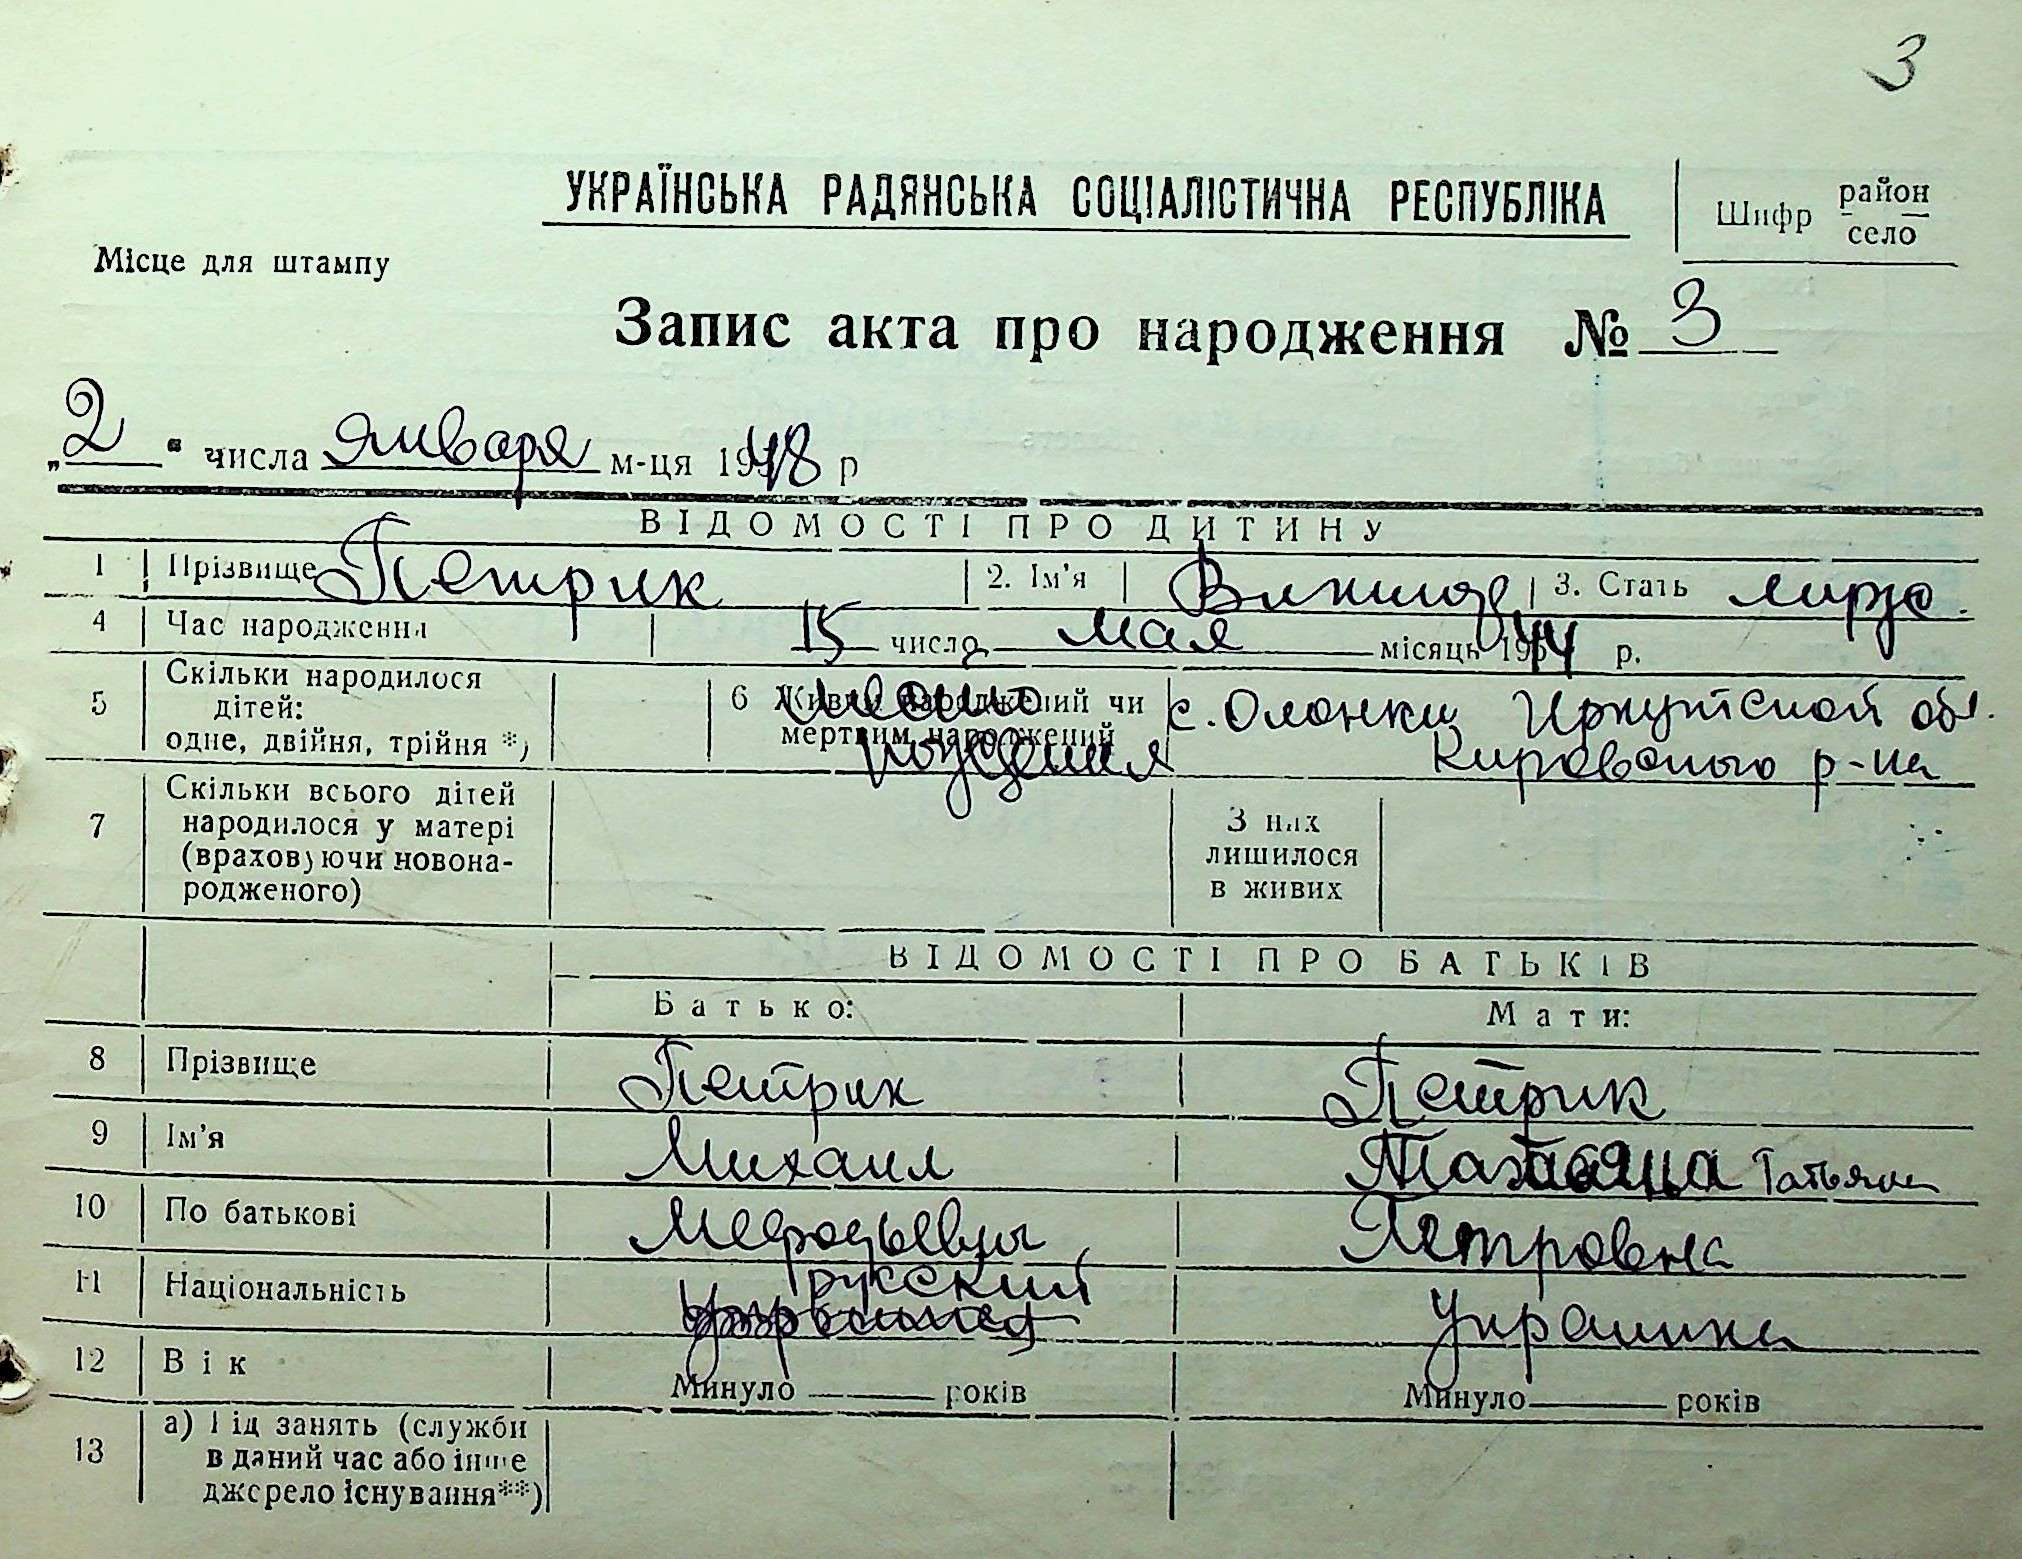 3
УКРАЇНСЬКА РАДЯНСЬКА СОЦІАЛІСТИЧНА РЕСПУБЛІКА
Шифр район село
Місце для штампу
Запис акта про народження № 3
„2“ числа января м-ця 1948 р
ВІДОМОСТІ ПРО ДИТИНУ
1 Прізвище Петрик 2. Ім'я 3. Стать
4 Час народження 15 число мая місяць 1944 р.
5 Скільки народилося дітей: одне, двійня, трійня *)
6 Живим народжений чи мертвим народжений
место рождения
с. Олонки Иркутской обл.
Кировского р-на
7 Скільки всього дітей народилося у матері (враховуючи новонародженого)
З них лишилося в живих
ВІДОМОСТІ ПРО БАТЬКІВ
Батько: Мати:
8 Прізвище Петрик Петрик
9 Ім'я Михаил Татьяна Татьяна
10 По батькові Мефодьевич Петровна
11 Національність русский украинка
12 Вік Минуло років Минуло років
13 а) Рід занять (служби
в даний час або інше
джерело існування**)